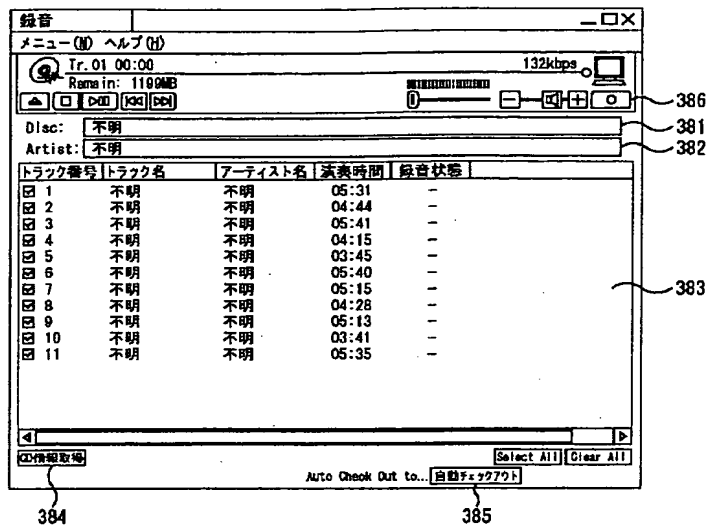 録音
メニュー(M) ヘルプ(H)
Tr.01 00:00 132kbps
Remain: 1199MB
386
Disc: 不明
381
Artist: 不明
382
トラック番号 トラック名 アーティスト名 演奏時間 録音状態
1 不明 不明 05:31 −
2 不明 不明 04:44 −
3 不明 不明 05:41 −
4 不明 不明 04:15 −
5 不明 不明 03:45 −
6 不明 不明 05:40 −
7 不明 不明 05:15 −
383
8 不明 不明 04:28 −
9 不明 不明 05:13 −
10 不明 不明 03:41 −
11 不明 不明 05:35 −
CD情報取得 Select All Clear All
Auto Check Out to... 自動チェックアウト
384 385